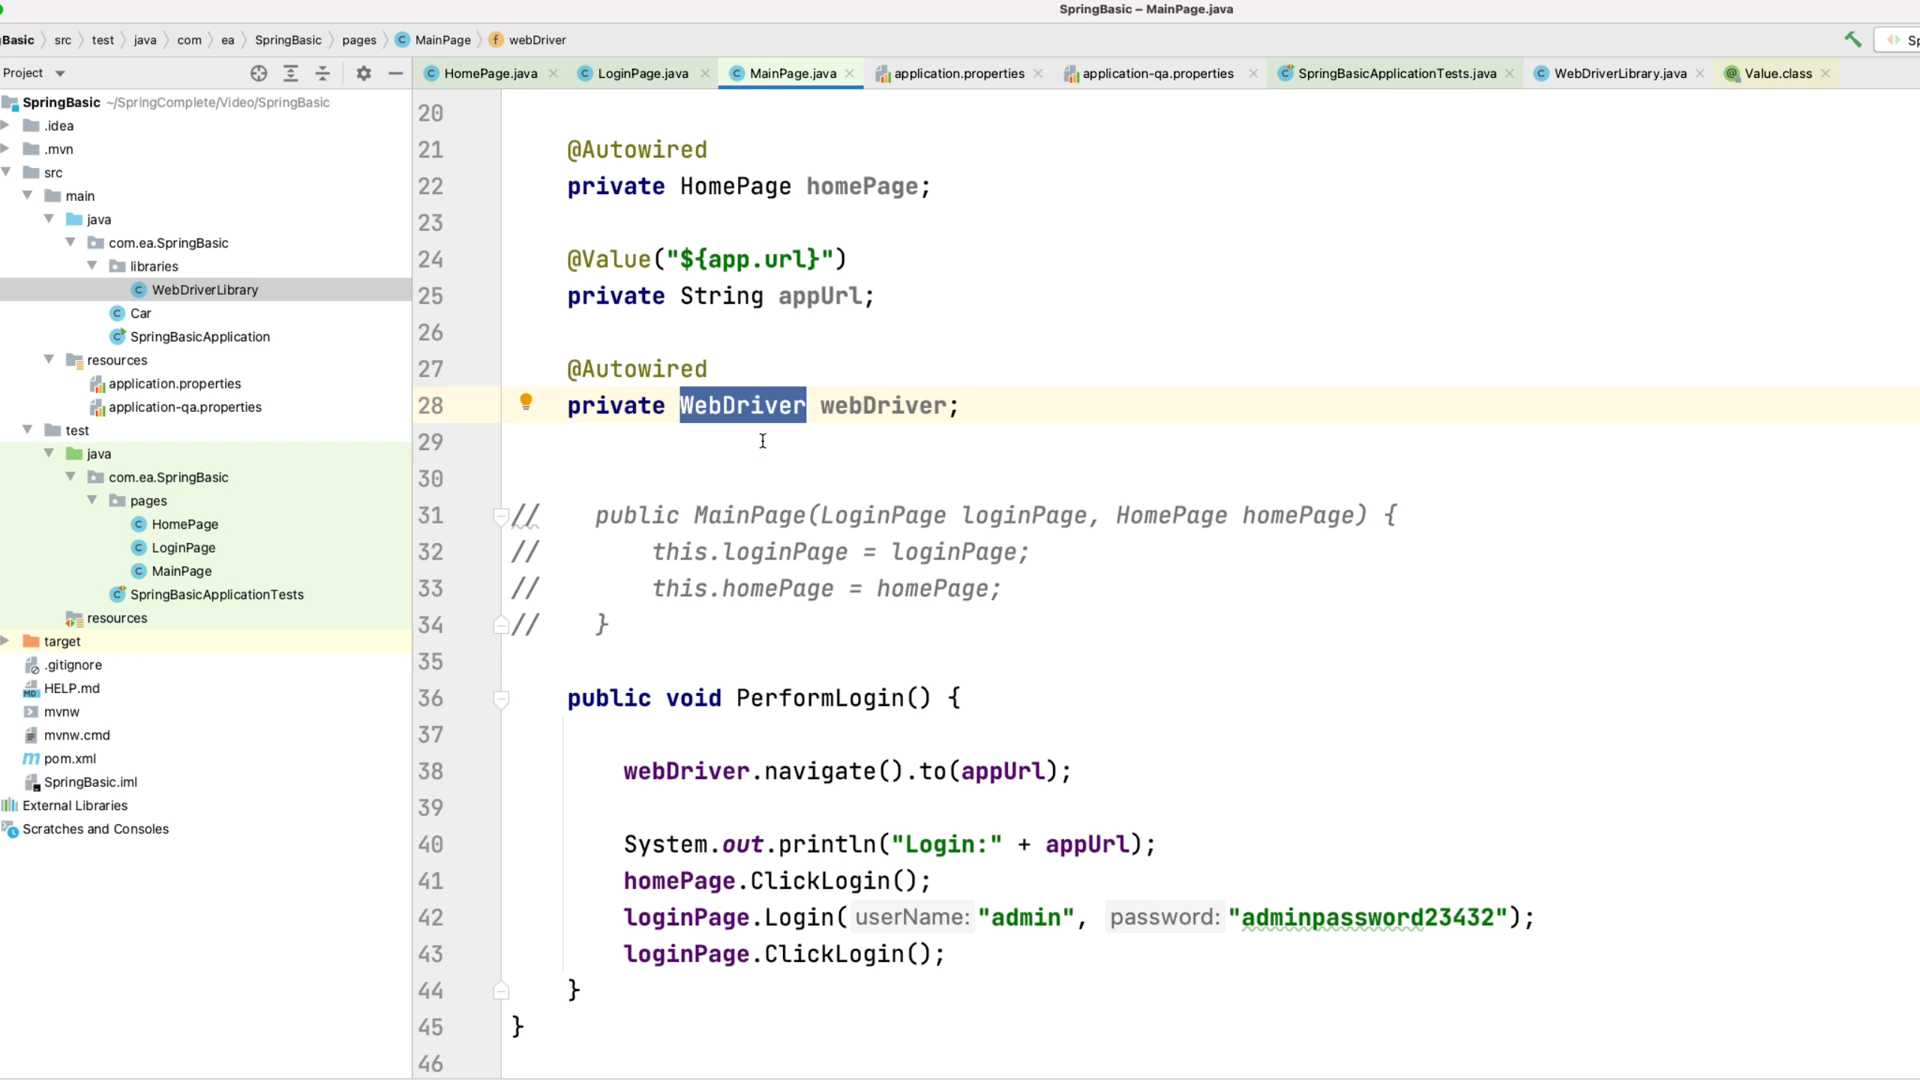 SpringBasic – MainPage.java
Basic src test java com ea SpringBasic pages MainPage webDriver
Project
HomePage.java LoginPage.java MainPage.java application.properties application-qa.properties SpringBasicApplicationTests.java WebDriverLibrary.java Value.class
SpringBasic ~/SpringComplete/Video/SpringBasic
.idea
.mvn
src
main
java
com.ea.SpringBasic
libraries
WebDriverLibrary
Car
SpringBasicApplication
resources
application.properties
application-qa.properties
test
java
com.ea.SpringBasic
pages
HomePage
LoginPage
MainPage
SpringBasicApplicationTests
resources
target
.gitignore
HELP.md
mvnw
mvnw.cmd
pom.xml
SpringBasic.iml
External Libraries
Scratches and Consoles
20
21 @Autowired
22 private HomePage homePage;
23
24 @Value("${app.url}")
25 private String appUrl;
26
27 @Autowired
28 private WebDriver webDriver;
29
30
31 // public MainPage(LoginPage loginPage, HomePage homePage) {
32 // this.loginPage = loginPage;
33 // this.homePage = homePage;
34 // }
35
36 public void PerformLogin() {
37
38 webDriver.navigate().to(appUrl);
39
40 System.out.println("Login:" + appUrl);
41 homePage.ClickLogin();
42 loginPage.Login( userName: "admin", password: "adminpassword23432");
43 loginPage.ClickLogin();
44 }
45 }
46